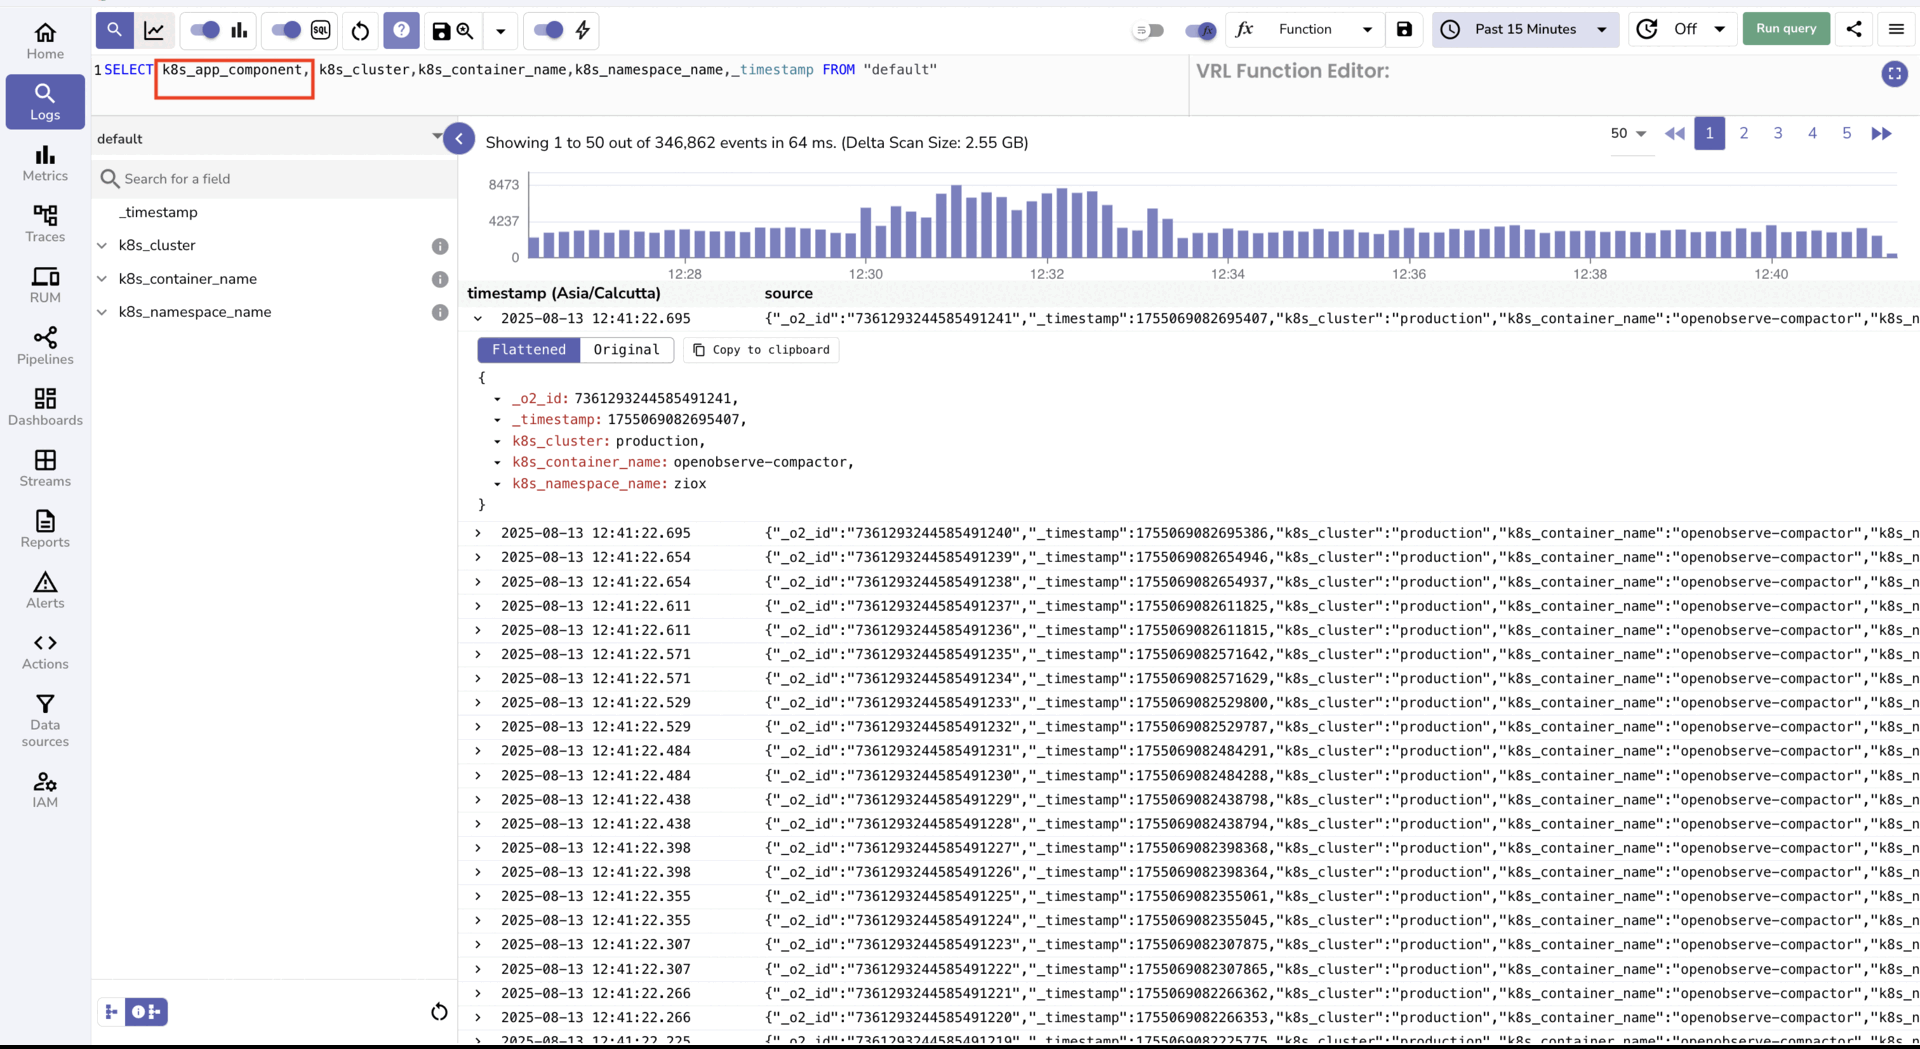 Home
Logs
Metrics
Traces
RUM
Pipelines
Dashboards
Streams
Reports
Alerts
Actions
Data
sources
IAM
SQL
fx
fx Function
Past 15 Minutes
Off
Run query
1 SELECT k8s_app_component, k8s_cluster,k8s_container_name,k8s_namespace_name,_timestamp FROM "default"
VRL Function Editor:
default
Search for a field
_timestamp
k8s_cluster
k8s_container_name
k8s_namespace_name
Showing 1 to 50 out of 346,862 events in 64 ms. (Delta Scan Size: 2.55 GB)
50 1 2 3 4 5
8473
4237
0
12:28 12:30 12:32 12:34 12:36 12:38 12:40
timestamp (Asia/Calcutta) source
2025-08-13 12:41:22.695 {"_o2_id":"7361293244585491241","_timestamp":1755069082695407,"k8s_cluster":"production","k8s_container_name":"openobserve-compactor","k8s_n
Flattened Original Copy to clipboard
{
_o2_id: 7361293244585491241,
_timestamp: 1755069082695407,
k8s_cluster: production,
k8s_container_name: openobserve-compactor,
k8s_namespace_name: ziox
}
2025-08-13 12:41:22.695 {"_o2_id":"7361293244585491240","_timestamp":1755069082695386,"k8s_cluster":"production","k8s_container_name":"openobserve-compactor","k8s_n
2025-08-13 12:41:22.654 {"_o2_id":"7361293244585491239","_timestamp":1755069082654946,"k8s_cluster":"production","k8s_container_name":"openobserve-compactor","k8s_n
2025-08-13 12:41:22.654 {"_o2_id":"7361293244585491238","_timestamp":1755069082654937,"k8s_cluster":"production","k8s_container_name":"openobserve-compactor","k8s_n
2025-08-13 12:41:22.611 {"_o2_id":"7361293244585491237","_timestamp":1755069082611825,"k8s_cluster":"production","k8s_container_name":"openobserve-compactor","k8s_n
2025-08-13 12:41:22.611 {"_o2_id":"7361293244585491236","_timestamp":1755069082611815,"k8s_cluster":"production","k8s_container_name":"openobserve-compactor","k8s_n
2025-08-13 12:41:22.571 {"_o2_id":"7361293244585491235","_timestamp":1755069082571642,"k8s_cluster":"production","k8s_container_name":"openobserve-compactor","k8s_n
2025-08-13 12:41:22.571 {"_o2_id":"7361293244585491234","_timestamp":1755069082571629,"k8s_cluster":"production","k8s_container_name":"openobserve-compactor","k8s_n
2025-08-13 12:41:22.529 {"_o2_id":"7361293244585491233","_timestamp":1755069082529800,"k8s_cluster":"production","k8s_container_name":"openobserve-compactor","k8s_n
2025-08-13 12:41:22.529 {"_o2_id":"7361293244585491232","_timestamp":1755069082529787,"k8s_cluster":"production","k8s_container_name":"openobserve-compactor","k8s_n
2025-08-13 12:41:22.484 {"_o2_id":"7361293244585491231","_timestamp":1755069082484291,"k8s_cluster":"production","k8s_container_name":"openobserve-compactor","k8s_n
2025-08-13 12:41:22.484 {"_o2_id":"7361293244585491230","_timestamp":1755069082484288,"k8s_cluster":"production","k8s_container_name":"openobserve-compactor","k8s_n
2025-08-13 12:41:22.438 {"_o2_id":"7361293244585491229","_timestamp":1755069082438798,"k8s_cluster":"production","k8s_container_name":"openobserve-compactor","k8s_n
2025-08-13 12:41:22.438 {"_o2_id":"7361293244585491228","_timestamp":1755069082438794,"k8s_cluster":"production","k8s_container_name":"openobserve-compactor","k8s_n
2025-08-13 12:41:22.398 {"_o2_id":"7361293244585491227","_timestamp":1755069082398368,"k8s_cluster":"production","k8s_container_name":"openobserve-compactor","k8s_n
2025-08-13 12:41:22.398 {"_o2_id":"7361293244585491226","_timestamp":1755069082398364,"k8s_cluster":"production","k8s_container_name":"openobserve-compactor","k8s_n
2025-08-13 12:41:22.355 {"_o2_id":"7361293244585491225","_timestamp":1755069082355061,"k8s_cluster":"production","k8s_container_name":"openobserve-compactor","k8s_n
2025-08-13 12:41:22.355 {"_o2_id":"7361293244585491224","_timestamp":1755069082355045,"k8s_cluster":"production","k8s_container_name":"openobserve-compactor","k8s_n
2025-08-13 12:41:22.307 {"_o2_id":"7361293244585491223","_timestamp":1755069082307875,"k8s_cluster":"production","k8s_container_name":"openobserve-compactor","k8s_n
2025-08-13 12:41:22.307 {"_o2_id":"7361293244585491222","_timestamp":1755069082307865,"k8s_cluster":"production","k8s_container_name":"openobserve-compactor","k8s_n
2025-08-13 12:41:22.266 {"_o2_id":"7361293244585491221","_timestamp":1755069082266362,"k8s_cluster":"production","k8s_container_name":"openobserve-compactor","k8s_n
2025-08-13 12:41:22.266 {"_o2_id":"7361293244585491220","_timestamp":1755069082266353,"k8s_cluster":"production","k8s_container_name":"openobserve-compactor","k8s_n
2025-08-13 12:41:22.225 {"_o2_id":"7361293244585491219","_timestamp":1755069082225775,"k8s_cluster":"production","k8s_container_name":"openobserve-compactor","k8s_n